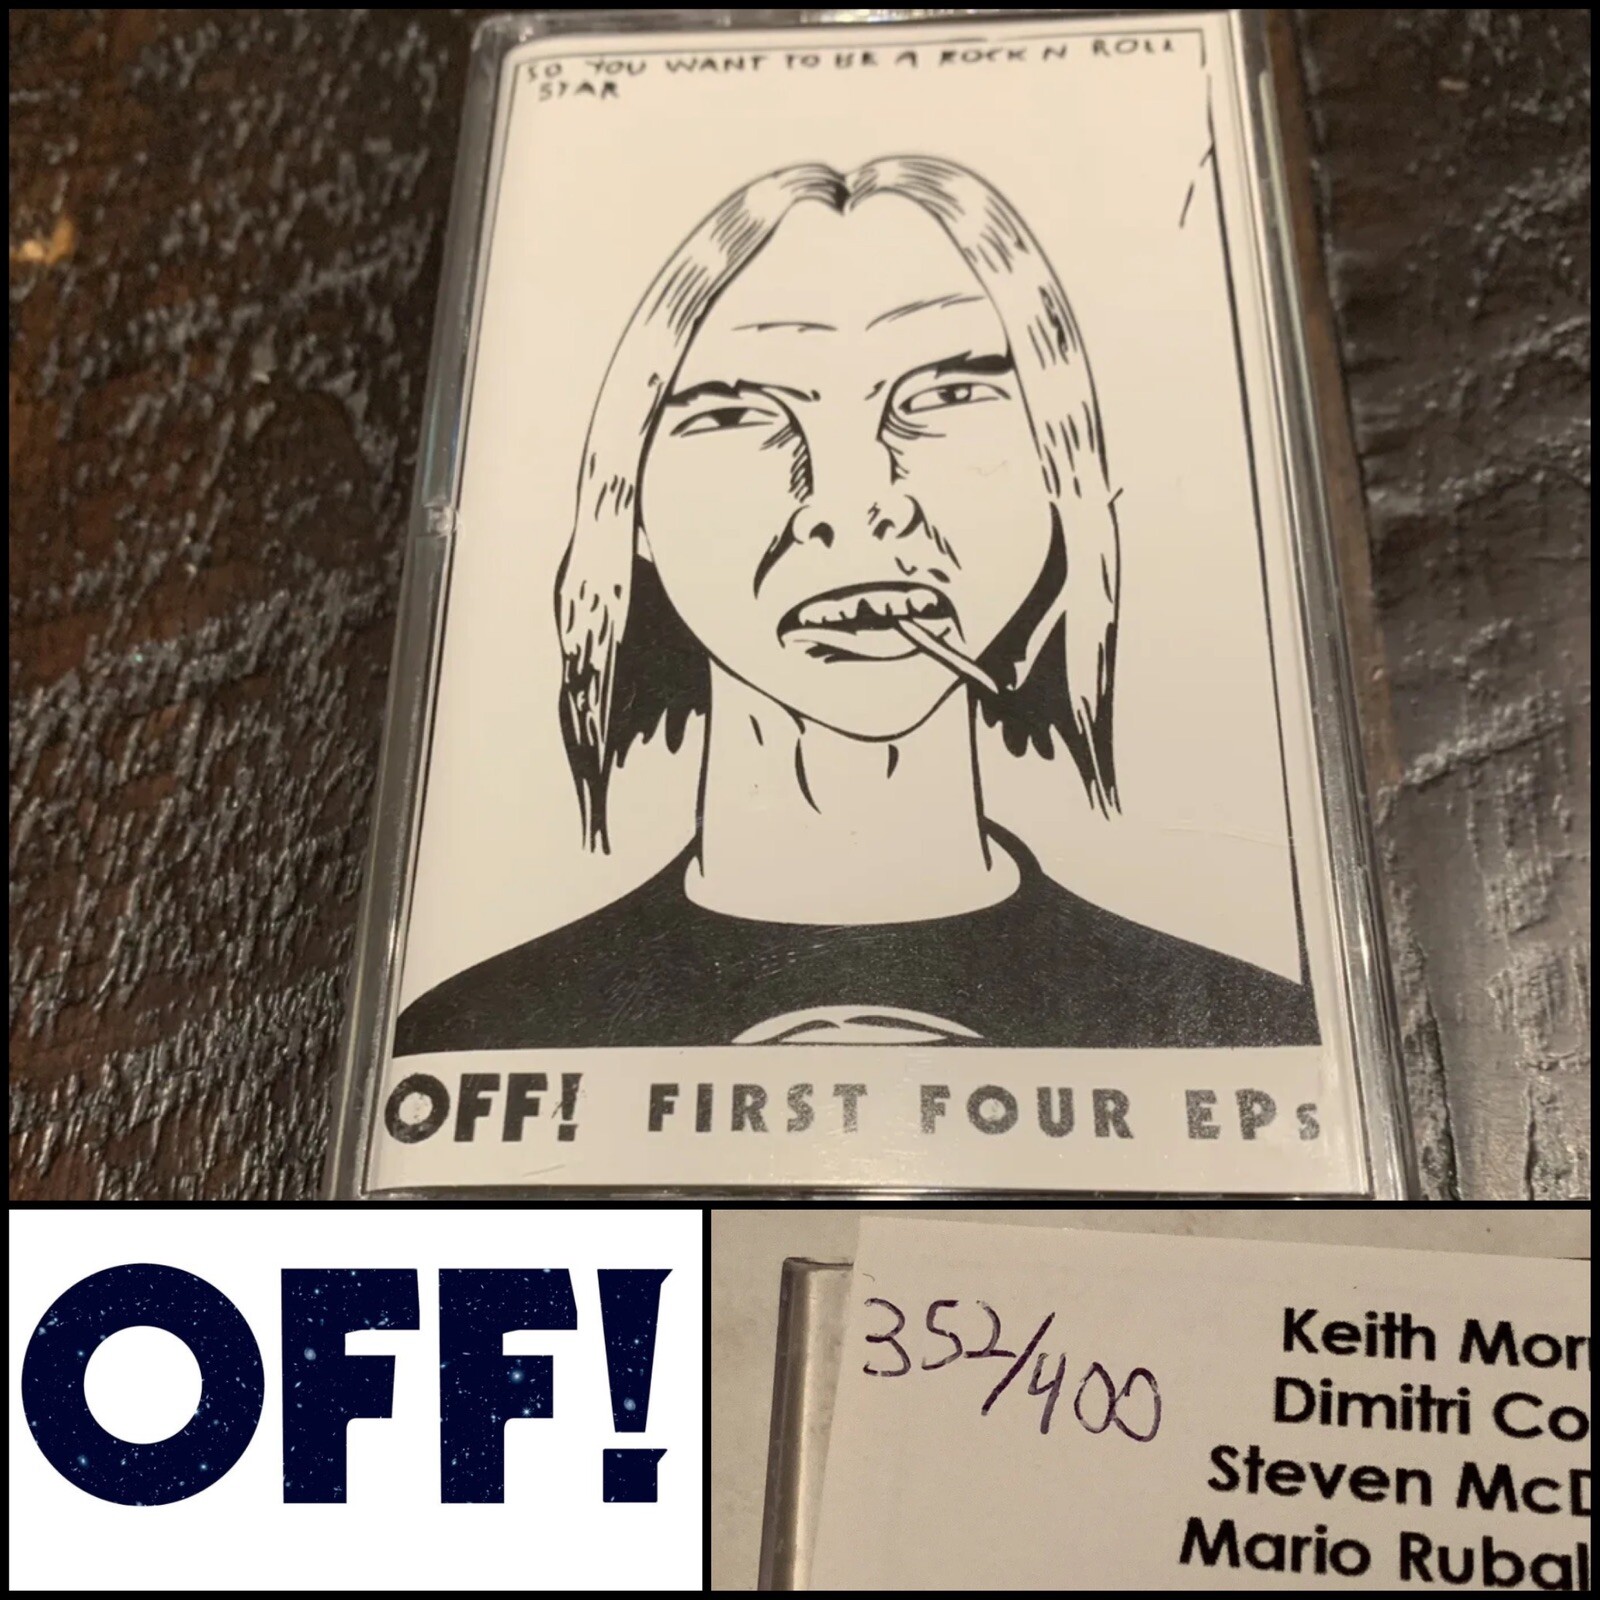 SO YOU WANT TO BE A ROCK N ROLL
STAR
OFF! FIRST FOUR EPs
OFF!
352/400
Keith Morr
Dimitri Co
Steven McD
Mario Rubal